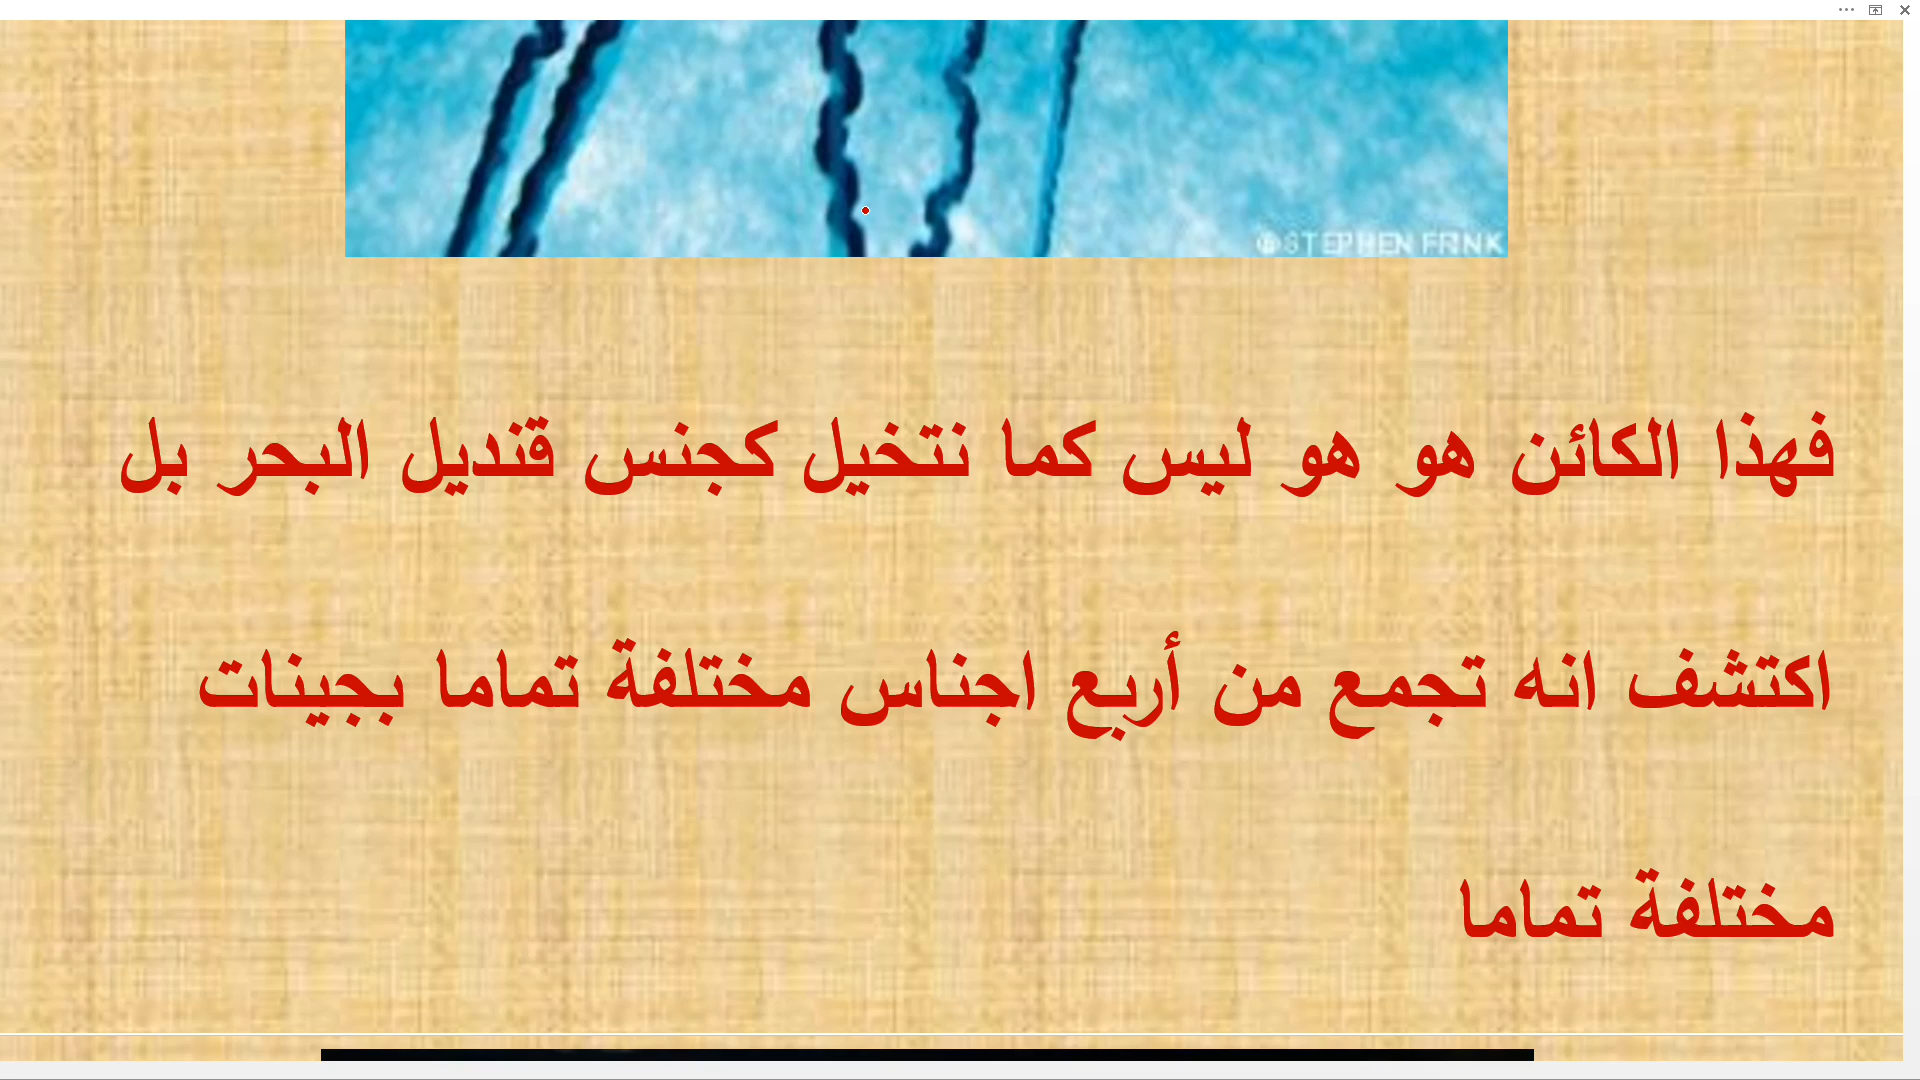 © STEPHEN FRINK
فهذا الكائن هو هو ليس كما نتخيل كجنس قنديل البحر بل
اكتشف انه تجمع من أربع اجناس مختلفة تماما بجينات
مختلفة تماما